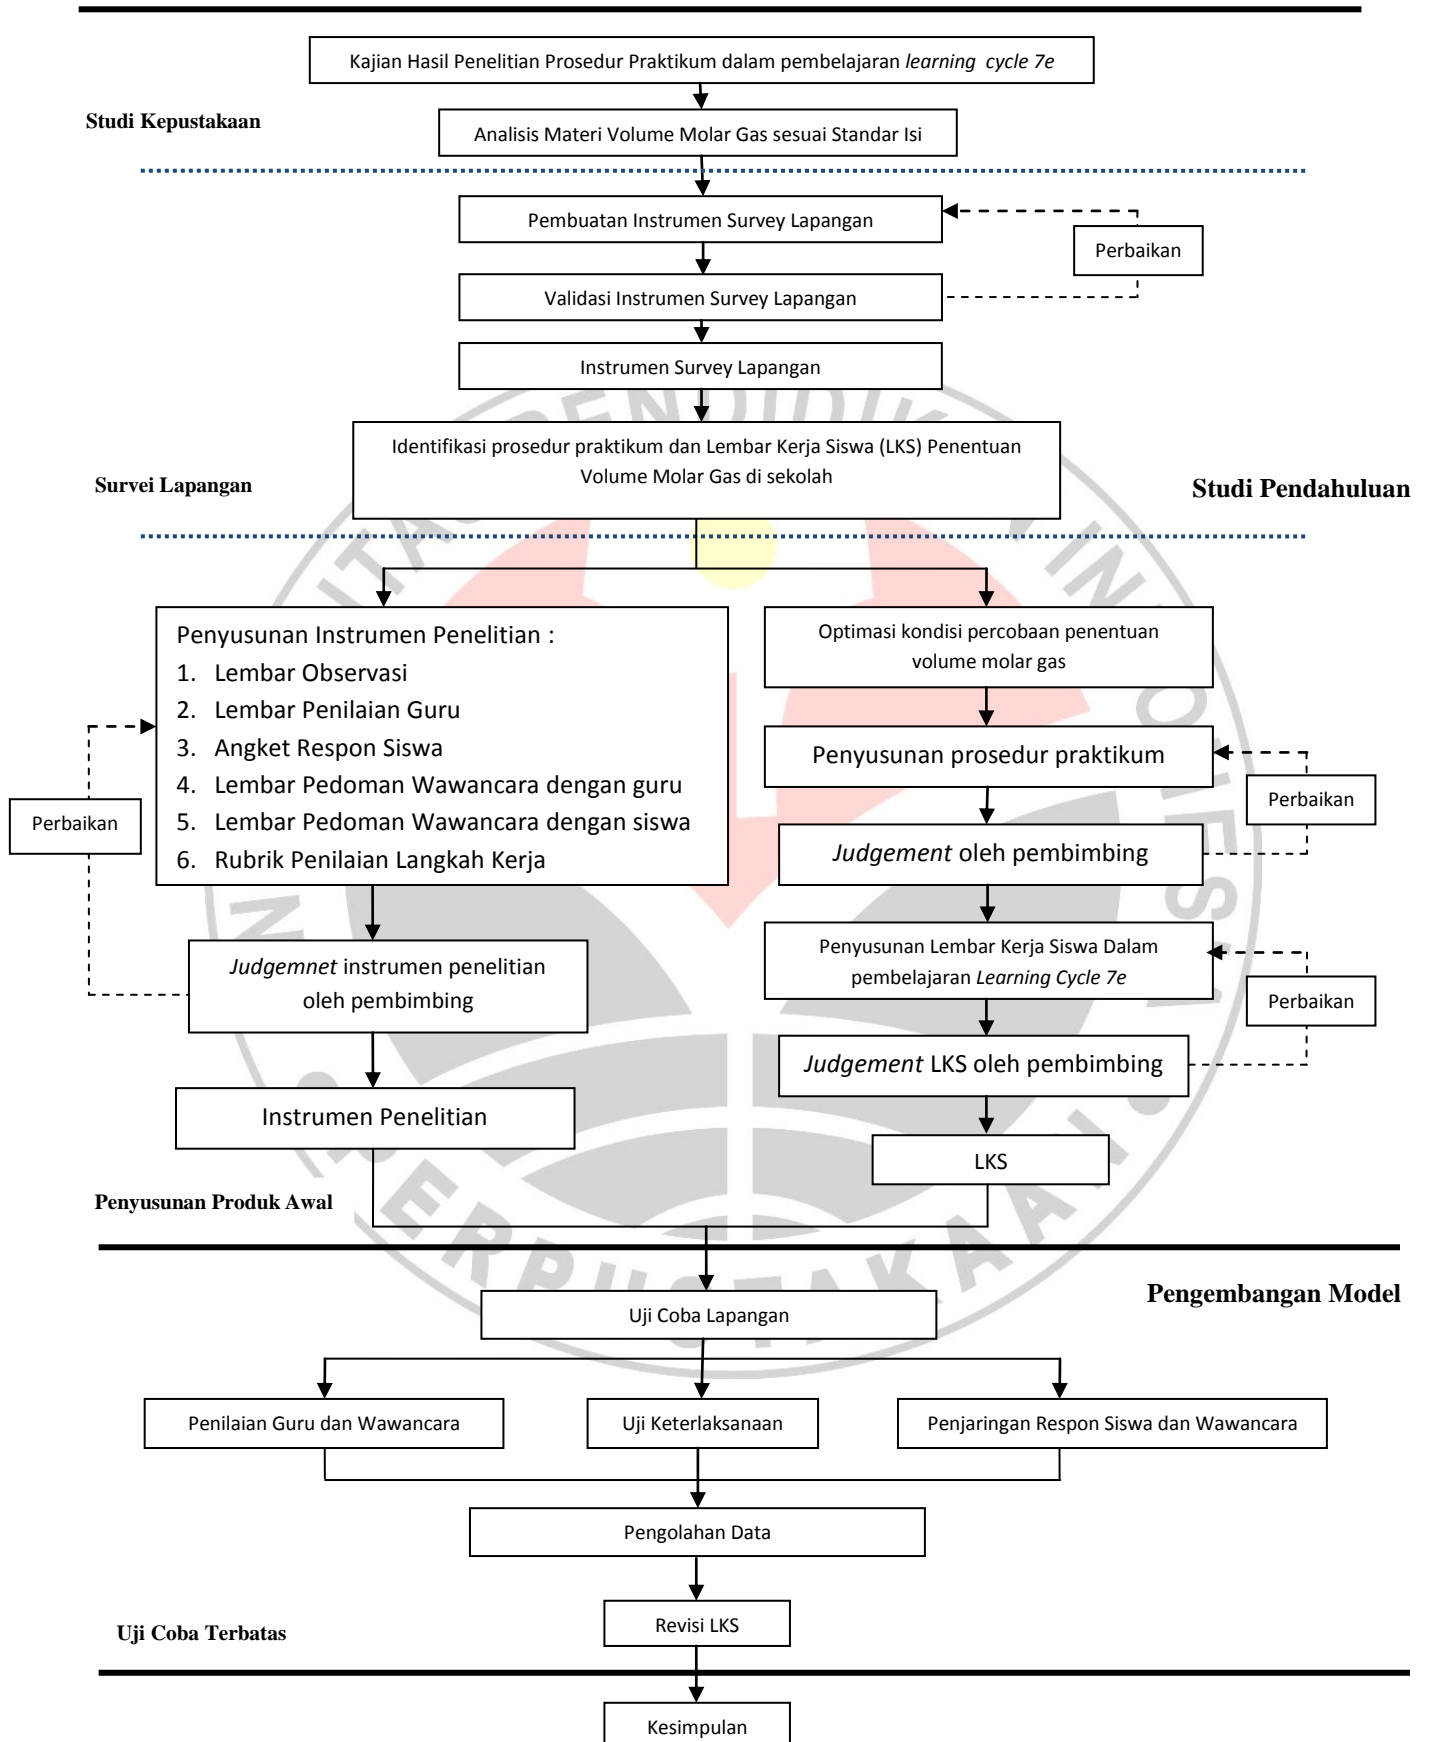 Kajian Hasil Penelitian Prosedur Praktikum dalam pembelajaran learning cycle 7e
Studi Kepustakaan
Analisis Materi Volume Molar Gas sesuai Standar Isi
Pembuatan Instrumen Survey Lapangan
Perbaikan
Validasi Instrumen Survey Lapangan
Instrumen Survey Lapangan
Identifikasi prosedur praktikum dan Lembar Kerja Siswa (LKS) Penentuan
Volume Molar Gas di sekolah
Survei Lapangan
Studi Pendahuluan
Penyusunan Instrumen Penelitian :
1. Lembar Observasi
2. Lembar Penilaian Guru
3. Angket Respon Siswa
4. Lembar Pedoman Wawancara dengan guru
5. Lembar Pedoman Wawancara dengan siswa
6. Rubrik Penilaian Langkah Kerja
Perbaikan
Judgemnet instrumen penelitian
oleh pembimbing
Instrumen Penelitian
Optimasi kondisi percobaan penentuan
volume molar gas
Penyusunan prosedur praktikum
Perbaikan
Judgement oleh pembimbing
Penyusunan Lembar Kerja Siswa Dalam
pembelajaran Learning Cycle 7e
Perbaikan
Judgement LKS oleh pembimbing
LKS
Penyusunan Produk Awal
PERPUSTAKAAN
Pengembangan Model
Uji Coba Lapangan
Penilaian Guru dan Wawancara
Uji Keterlaksanaan
Penjaringan Respon Siswa dan Wawancara
Pengolahan Data
Revisi LKS
Uji Coba Terbatas
Kesimpulan